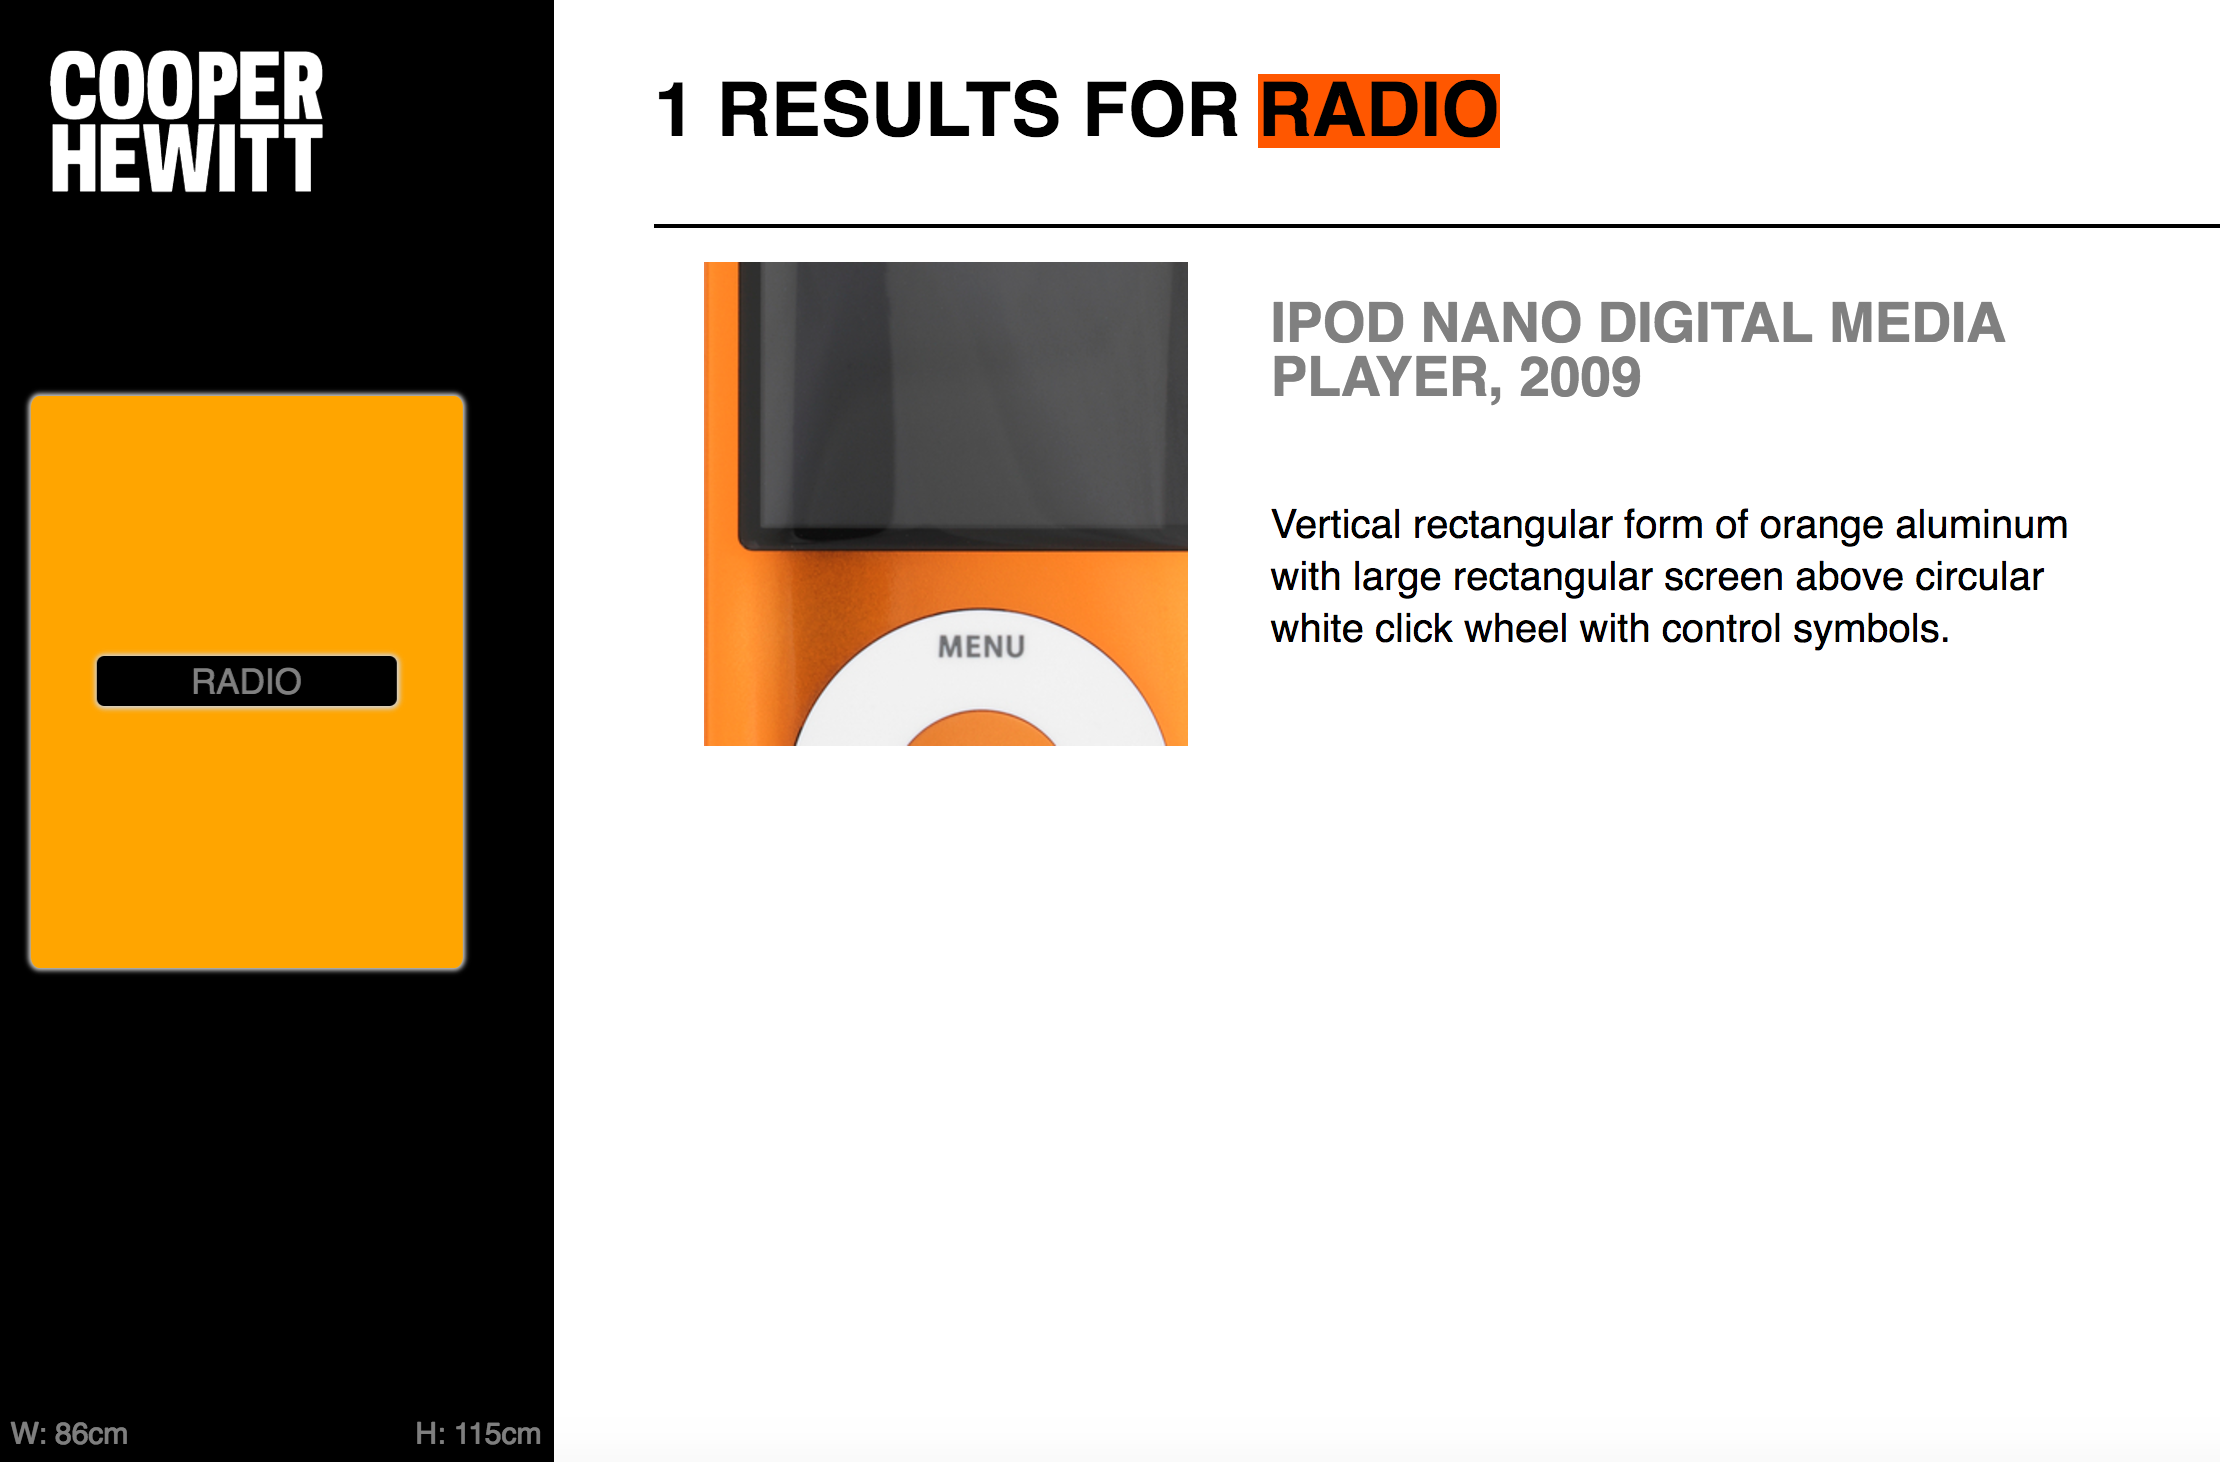 COOPER
HEWITT
RADIO
W: 86cm
H: 115cm
1 RESULTS FOR RADIO
MENU
IPOD NANO DIGITAL MEDIA
PLAYER, 2009
Vertical rectangular form of orange aluminum
with large rectangular screen above circular
white click wheel with control symbols.